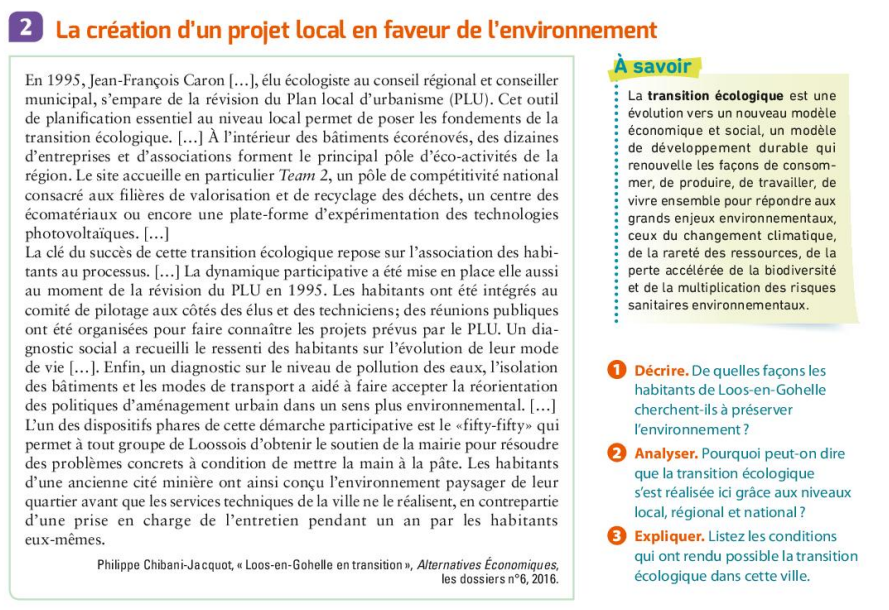 2 La création d'un projet local en faveur de l'environnement
En 1995, Jean-François Caron […], élu écologiste au conseil régional et conseiller
municipal, s'empare de la révision du Plan local d'urbanisme (PLU). Cet outil
de planification essentiel au niveau local permet de poser les fondements de la
transition écologique. […] À l'intérieur des bâtiments écorénovés, des dizaines
d'entreprises et d'associations forment le principal pôle d'éco-activités de la
région. Le site accueille en particulier Team 2, un pôle de compétitivité national
consacré aux filières de valorisation et de recyclage des déchets, un centre des
écomatériaux ou encore une plate-forme d'expérimentation des technologies
photovoltaïques. […]
La clé du succès de cette transition écologique repose sur l'association des habi-
tants au processus. […] La dynamique participative a été mise en place elle aussi
au moment de la révision du PLU en 1995. Les habitants ont été intégrés au
comité de pilotage aux côtés des élus et des techniciens ; des réunions publiques
ont été organisées pour faire connaître les projets prévus par le PLU. Un dia-
gnostic social a recueilli le ressenti des habitants sur l'évolution de leur mode
de vie […]. Enfin, un diagnostic sur le niveau de pollution des eaux, l'isolation
des bâtiments et les modes de transport a aidé à faire accepter la réorientation
des politiques d'aménagement urbain dans un sens plus environnemental. […]
L'un des dispositifs phares de cette démarche participative est le «fifty-fifty» qui
permet à tout groupe de Loossois d'obtenir le soutien de la mairie pour résoudre
des problèmes concrets à condition de mettre la main à la pâte. Les habitants
d'une ancienne cité minière ont ainsi conçu l'environnement paysager de leur
quartier avant que les services techniques de la ville ne le réalisent, en contrepartie
d'une prise en charge de l'entretien pendant un an par les habitants
eux-mêmes.
Philippe Chibani-Jacquot, « Loos-en-Gohelle en transition », Alternatives Économiques,
les dossiers n°6, 2016.
À savoir
La transition écologique est une
évolution vers un nouveau modèle
économique et social, un modèle
de développement durable qui
renouvelle les façons de consom-
mer, de produire, de travailler, de
vivre ensemble pour répondre aux
grands enjeux environnementaux,
ceux du changement climatique,
de la rareté des ressources, de la
perte accélérée de la biodiversité
et de la multiplication des risques
sanitaires environnementaux.
1 Décrire. De quelles façons les
habitants de Loos-en-Gohelle
cherchent-ils à préserver
l'environnement ?
2 Analyser. Pourquoi peut-on dire
que la transition écologique
s'est réalisée ici grâce aux niveaux
local, régional et national ?
3 Expliquer. Listez les conditions
qui ont rendu possible la transition
écologique dans cette ville.